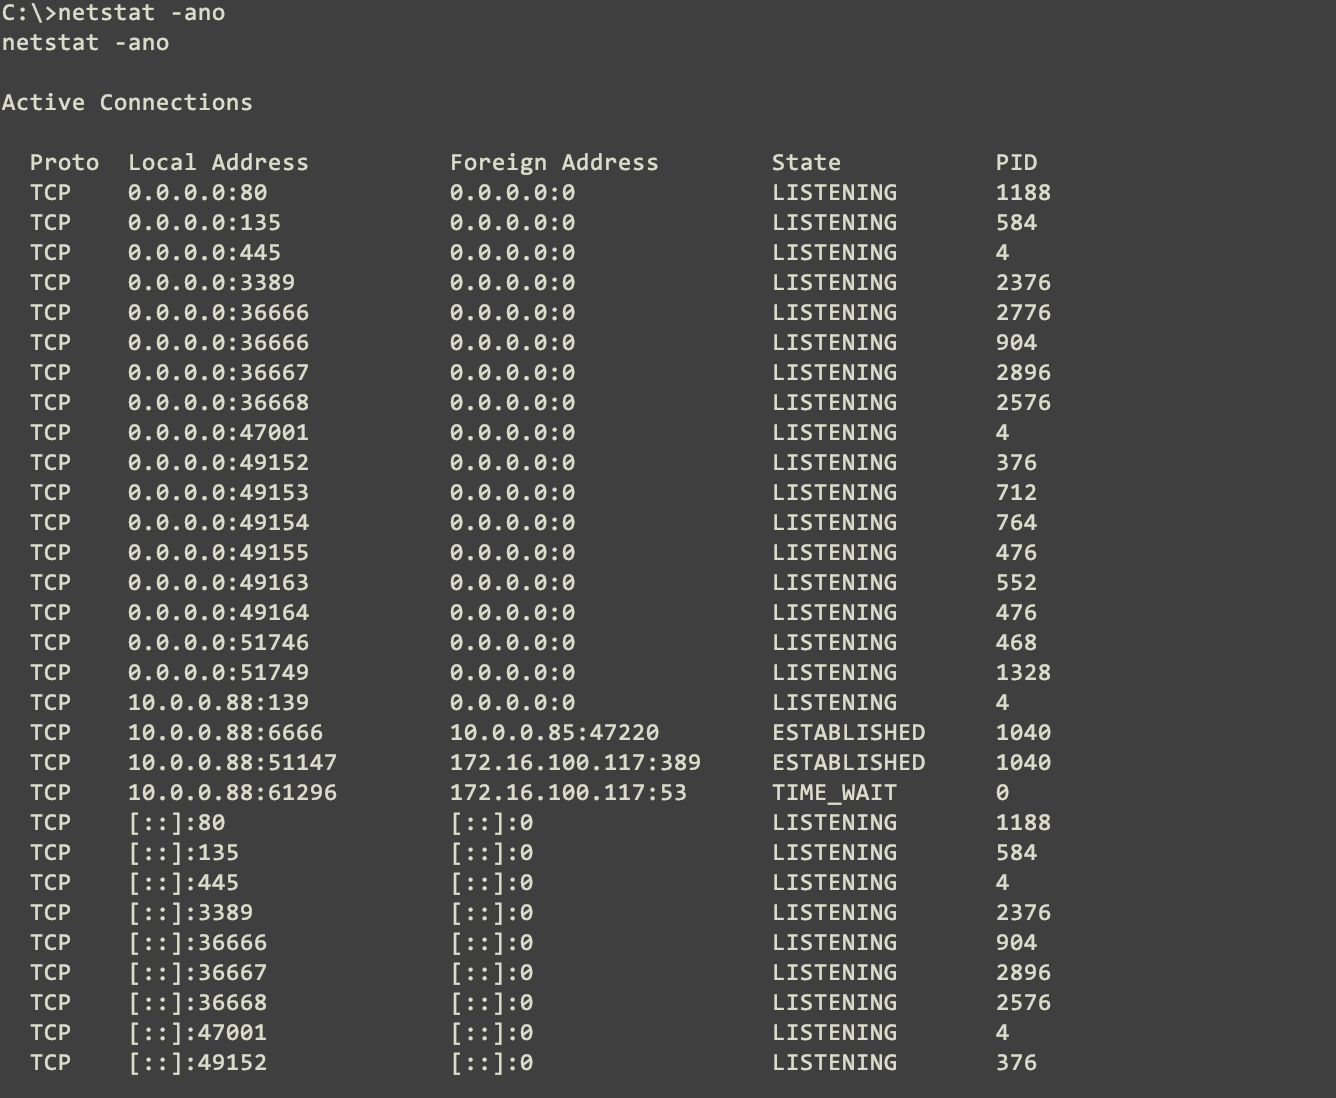 C:\>netstat -ano
netstat -ano
Active Connections
Proto  Local Address          Foreign Address        State           PID
TCP    0.0.0.0:80             0.0.0.0:0              LISTENING       1188
TCP    0.0.0.0:135            0.0.0.0:0              LISTENING       584
TCP    0.0.0.0:445            0.0.0.0:0              LISTENING       4
TCP    0.0.0.0:3389           0.0.0.0:0              LISTENING       2376
TCP    0.0.0.0:36666          0.0.0.0:0              LISTENING       2776
TCP    0.0.0.0:36666          0.0.0.0:0              LISTENING       904
TCP    0.0.0.0:36667          0.0.0.0:0              LISTENING       2896
TCP    0.0.0.0:36668          0.0.0.0:0              LISTENING       2576
TCP    0.0.0.0:47001          0.0.0.0:0              LISTENING       4
TCP    0.0.0.0:49152          0.0.0.0:0              LISTENING       376
TCP    0.0.0.0:49153          0.0.0.0:0              LISTENING       712
TCP    0.0.0.0:49154          0.0.0.0:0              LISTENING       764
TCP    0.0.0.0:49155          0.0.0.0:0              LISTENING       476
TCP    0.0.0.0:49163          0.0.0.0:0              LISTENING       552
TCP    0.0.0.0:49164          0.0.0.0:0              LISTENING       476
TCP    0.0.0.0:51746          0.0.0.0:0              LISTENING       468
TCP    0.0.0.0:51749          0.0.0.0:0              LISTENING       1328
TCP    10.0.0.88:139          0.0.0.0:0              LISTENING       4
TCP    10.0.0.88:6666         10.0.0.85:47220        ESTABLISHED     1040
TCP    10.0.0.88:51147        172.16.100.117:389     ESTABLISHED     1040
TCP    10.0.0.88:61296        172.16.100.117:53      TIME_WAIT       0
TCP    [::]:80                [::]:0                 LISTENING       1188
TCP    [::]:135               [::]:0                 LISTENING       584
TCP    [::]:445               [::]:0                 LISTENING       4
TCP    [::]:3389              [::]:0                 LISTENING       2376
TCP    [::]:36666             [::]:0                 LISTENING       904
TCP    [::]:36667             [::]:0                 LISTENING       2896
TCP    [::]:36668             [::]:0                 LISTENING       2576
TCP    [::]:47001             [::]:0                 LISTENING       4
TCP    [::]:49152             [::]:0                 LISTENING       376